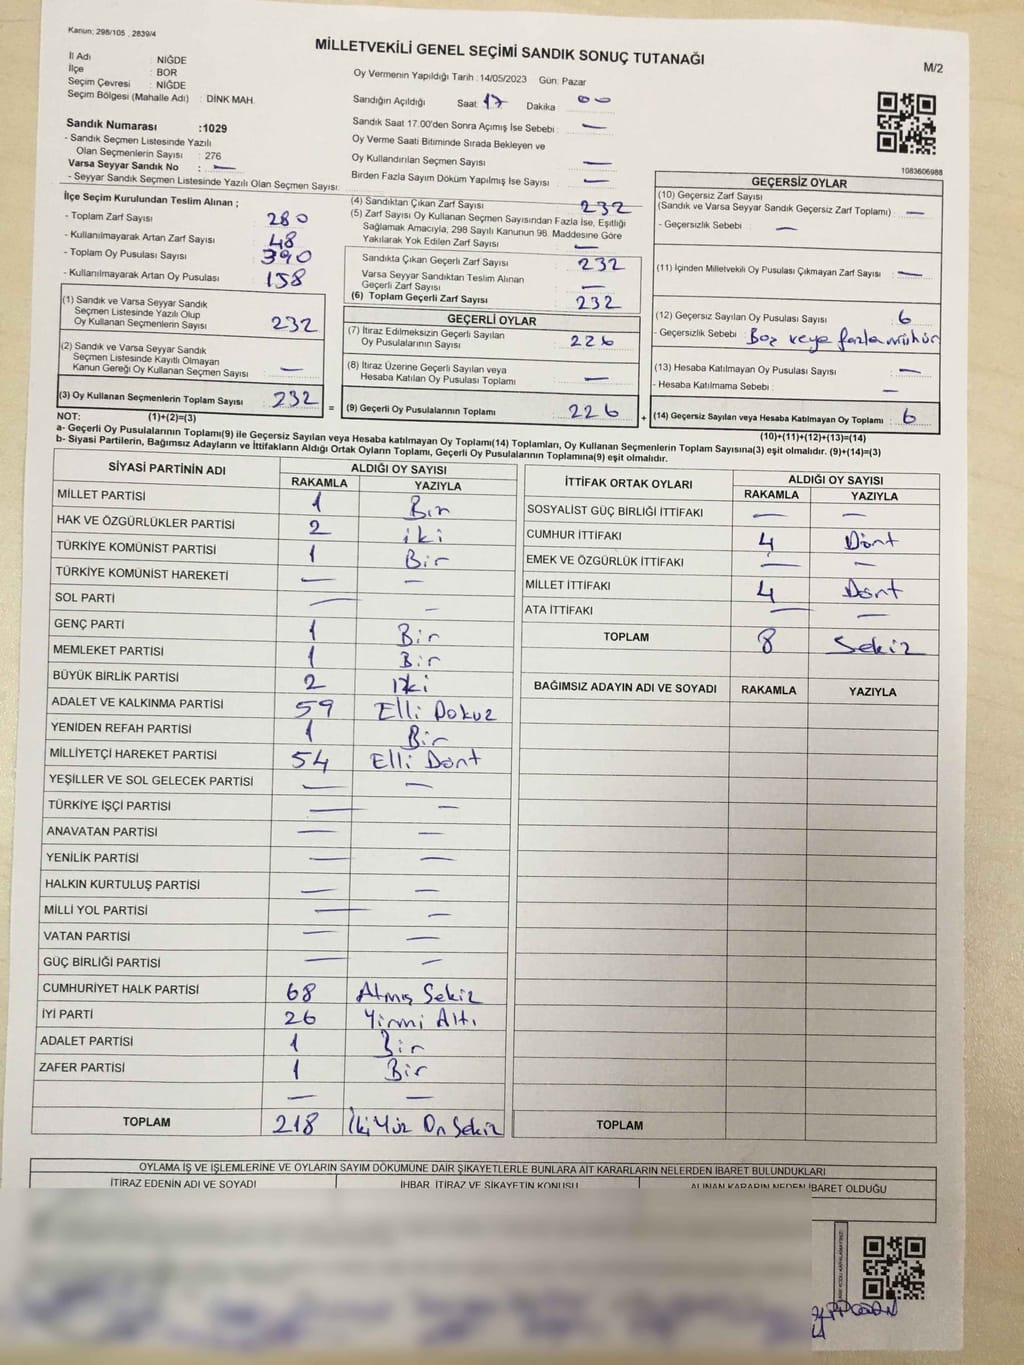 Kanun; 298/105 , 2839/4
MİLLETVEKİLİ GENEL SEÇİMİ SANDIK SONUÇ TUTANAĞI
M/2
İl Adı : NİĞDE
İlçe : BOR
Seçim Çevresi : NİĞDE
Seçim Bölgesi (Mahalle Adı) : DİNK MAH.
Sandık Numarası :1029
- Sandık Seçmen Listesinde Yazılı
Olan Seçmenlerin Sayısı : 276
Varsa Seyyar Sandık No : —
- Seyyar Sandık Seçmen Listesinde Yazılı Olan Seçmen Sayısı:
Oy Vermenin Yapıldığı Tarih : 14/05/2023 Gün: Pazar
Sandığın Açıldığı Saat 17 Dakika 00
Sandık Saat 17.00'den Sonra Açımış İse Sebebi : —
Oy Verme Saati Bitiminde Sırada Bekleyen ve
Oy Kullandırılan Seçmen Sayısı —
Birden Fazla Sayım Döküm Yapılmış İse Sayısı —
1083606988
İlçe Seçim Kurulundan Teslim Alınan ;
- Toplam Zarf Sayısı 280
- Kullanılmayarak Artan Zarf Sayısı 48
- Toplam Oy Pusulası Sayısı 390
- Kullanılmayarak Artan Oy Pusulası 158
(1) Sandık ve Varsa Seyyar Sandık
Seçmen Listesinde Yazılı Olup
Oy Kullanan Seçmenlerin Sayısı 232
(2) Sandık ve Varsa Seyyar Sandık
Seçmen Listesinde Kayıtlı Olmayan
Kanun Gereği Oy Kullanan Seçmen Sayısı —
(3) Oy Kullanan Seçmenlerin Toplam Sayısı 232 =
(4) Sandıktan Çıkan Zarf Sayısı 232
(5) Zarf Sayısı Oy Kullanan Seçmen Sayısından Fazla İse, Eşitliği
Sağlamak Amacıyla, 298 Sayılı Kanunun 98. Maddesine Göre
Yakılarak Yok Edilen Zarf Sayısı —
Sandıkta Çıkan Geçerli Zarf Sayısı 232
Varsa Seyyar Sandıktan Teslim Alınan
Geçerli Zarf Sayısı —
(6) Toplam Geçerli Zarf Sayısı 232
GEÇERLİ OYLAR
(7) İtiraz Edilmeksizin Geçerli Sayılan
Oy Pusulalarının Sayısı 226
(8) İtiraz Üzerine Geçerli Sayılan veya
Hesaba Katılan Oy Pusulası Toplamı —
(9) Geçerli Oy Pusulalarının Toplamı 226 +
GEÇERSİZ OYLAR
(10) Geçersiz Zarf Sayısı
(Sandık ve Varsa Seyyar Sandık Geçersiz Zarf Toplamı) —
- Geçersizlik Sebebi : —
(11) İçinden Milletvekili Oy Pusulası Çıkmayan Zarf Sayısı —
(12) Geçersiz Sayılan Oy Pusulası Sayısı 6
- Geçersizlik Sebebi Boş veya fazla mühür
(13) Hesaba Katılmayan Oy Pusulası Sayısı —
- Hesaba Katılmama Sebebi : —
(14) Geçersiz Sayılan veya Hesaba Katılmayan Oy Toplamı 6
NOT: (1)+(2)=(3)
(10)+(11)+(12)+(13)=(14)
a- Geçerli Oy Pusulalarının Toplamı(9) ile Geçersiz Sayılan veya Hesaba katılmayan Oy Toplamı(14) Toplamları, Oy Kullanan Seçmenlerin Toplam Sayısına(3) eşit olmalıdır. (9)+(14)=(3)
b- Siyasi Partilerin, Bağımsız Adayların ve İttifakların Aldığı Ortak Oyların Toplamı, Geçerli Oy Pusulalarının Toplamına(9) eşit olmalıdır.
SİYASİ PARTİNİN ADI ALDIĞI OY SAYISI
RAKAMLA YAZIYLA
MİLLET PARTİSİ 1 Bir
HAK VE ÖZGÜRLÜKLER PARTİSİ 2 iki
TÜRKİYE KOMÜNİST PARTİSİ 1 Bir
TÜRKİYE KOMÜNİST HAREKETİ — —
SOL PARTİ — —
GENÇ PARTİ 1 Bir
MEMLEKET PARTİSİ 1 Bir
BÜYÜK BİRLİK PARTİSİ 2 İki
ADALET VE KALKINMA PARTİSİ 59 Elli Dokuz
YENİDEN REFAH PARTİSİ 1 Bir
MİLLİYETÇİ HAREKET PARTİSİ 54 Elli Dört
YEŞİLLER VE SOL GELECEK PARTİSİ — —
TÜRKİYE İŞÇİ PARTİSİ — —
ANAVATAN PARTİSİ — —
YENİLİK PARTİSİ — —
HALKIN KURTULUŞ PARTİSİ — —
MİLLİ YOL PARTİSİ — —
VATAN PARTİSİ — —
GÜÇ BİRLİĞİ PARTİSİ — —
CUMHURİYET HALK PARTİSİ 68 Atmış Sekiz
İYİ PARTİ 26 Yirmi Altı
ADALET PARTİSİ 1 Bir
ZAFER PARTİSİ 1 Bir
— —
TOPLAM 218 İki Yüz On Sekiz
İTTİFAK ORTAK OYLARI ALDIĞI OY SAYISI
RAKAMLA YAZIYLA
SOSYALİST GÜÇ BİRLİĞİ İTTİFAKI — —
CUMHUR İTTİFAKI 4 Dört
EMEK VE ÖZGÜRLÜK İTTİFAKI — —
MİLLET İTTİFAKI 4 Dört
ATA İTTİFAKI — —
TOPLAM 8 Sekiz
BAĞIMSIZ ADAYIN ADI VE SOYADI RAKAMLA YAZIYLA
TOPLAM
OYLAMA İŞ VE İŞLEMLERİNE VE OYLARIN SAYIM DÖKÜMÜNE DAİR ŞİKAYETLERLE BUNLARA AİT KARARLARIN NELERDEN İBARET BULUNDUKLARI
İTİRAZ EDENİN ADI VE SOYADI İHBAR, İTİRAZ VE ŞİKAYETİN KONUSU ALINAN KARARIN NEDEN İBARET OLDUĞU